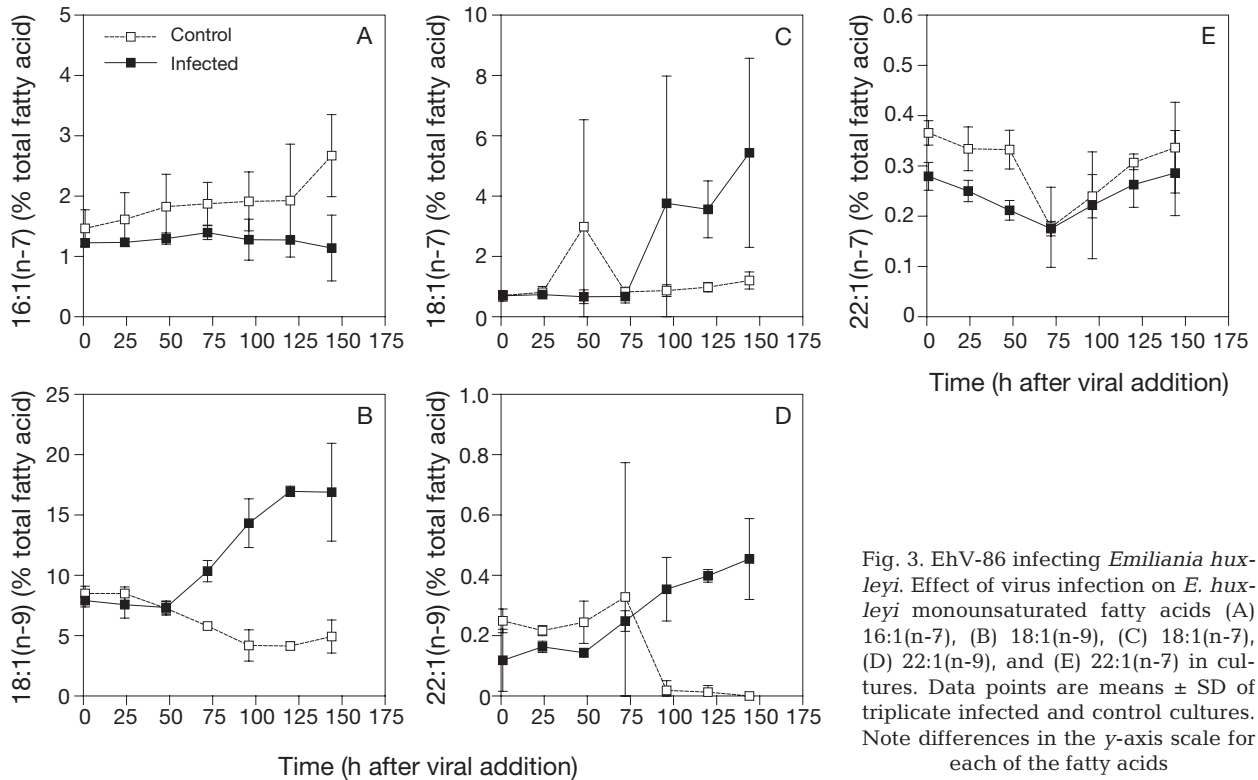 5
4
3
2
1
0
16:1(n-7) (% total fatty acid)
Control
Infected
A
0 25 50 75 100 125 150 175
10
8
6
4
2
0
18:1(n-7) (% total fatty acid)
C
0 25 50 75 100 125 150 175
0.6
0.5
0.4
0.3
0.2
0.1
0
22:1(n-7) (% total fatty acid)
E
0 25 50 75 100 125 150 175
Time (h after viral addition)
25
20
15
10
5
0
18:1(n-9) (% total fatty acid)
B
0 25 50 75 100 125 150 175
1.0
0.8
0.6
0.4
0.2
0
22:1(n-9) (% total fatty acid)
D
0 25 50 75 100 125 150 175
Time (h after viral addition)
Fig. 3. EhV-86 infecting Emiliania hux-
leyi. Effect of virus infection on E. hux-
leyi monounsaturated fatty acids (A)
16:1(n-7), (B) 18:1(n-9), (C) 18:1(n-7),
(D) 22:1(n-9), and (E) 22:1(n-7) in cul-
tures. Data points are means ± SD of
triplicate infected and control cultures.
Note differences in the y-axis scale for
each of the fatty acids